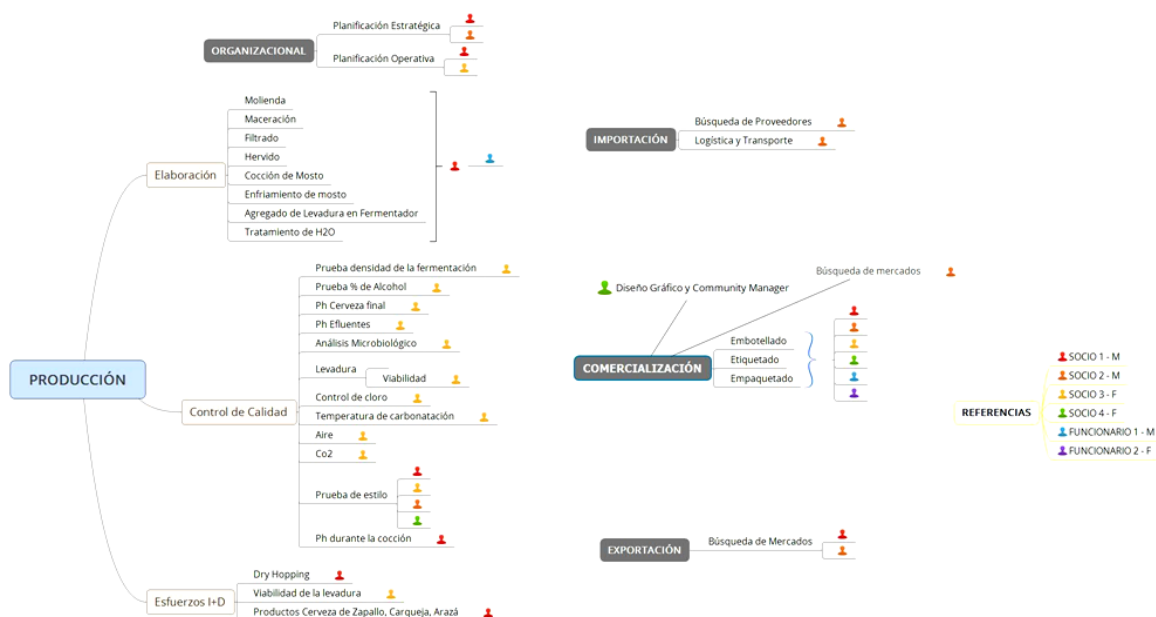 ORGANIZACIONAL
Planificación Estratégica
Planificación Operativa
PRODUCCIÓN
Elaboración
Molienda
Maceración
Filtrado
Hervido
Cocción de Mosto
Enfriamiento de mosto
Agregado de Levadura en Fermentador
Tratamiento de H2O
Control de Calidad
Prueba densidad de la fermentación
Prueba % de Alcohol
Ph Cerveza final
Ph Efluentes
Análisis Microbiológico
Levadura
Viabilidad
Control de cloro
Temperatura de carbonatación
Aire
Co2
Prueba de estilo
Ph durante la cocción
Esfuerzos I+D
Dry Hopping
Viabilidad de la levadura
Productos Cerveza de Zapallo, Carqueja, Arazá
IMPORTACIÓN
Búsqueda de Proveedores
Logística y Transporte
Búsqueda de mercados
Diseño Gráfico y Community Manager
COMERCIALIZACIÓN
Embotellado
Etiquetado
Empaquetado
EXPORTACIÓN
Búsqueda de Mercados
REFERENCIAS
SOCIO 1 - M
SOCIO 2 - M
SOCIO 3 - F
SOCIO 4 - F
FUNCIONARIO 1 - M
FUNCIONARIO 2 - F